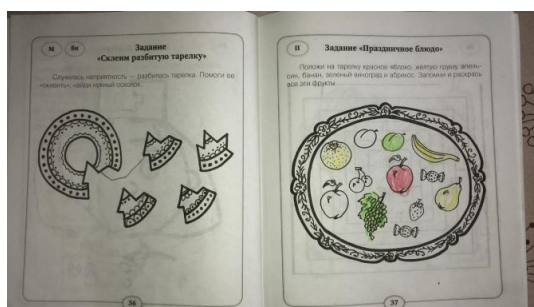 М
Вн
Задание
«Склеим разбитую тарелку»
Случилась неприятность — разбилась тарелка. Помоги ее
«оживить», найди нужный осколок.
36
П
Задание «Праздничное блюдо»
Положи на тарелку красное яблоко, желтую грушу, апель-
син, банан, зеленый виноград и абрикос. Запомни и раскрась
все эти фрукты.
37